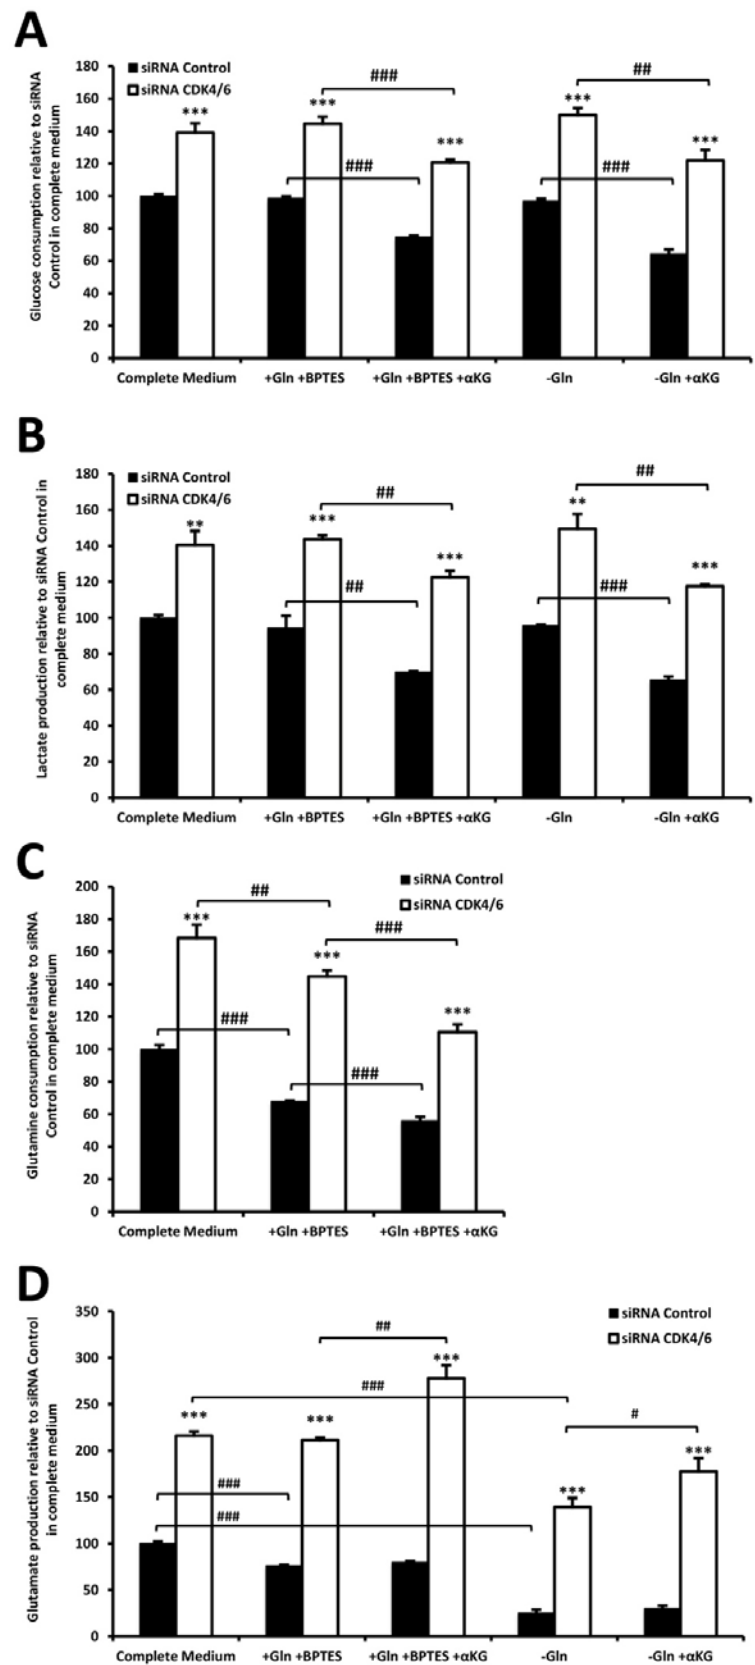 A
Glucose consumption relative to siRNA
Control in complete medium
180
160
140
120
100
80
60
40
20
0
siRNA Control
siRNA CDK4/6
***
***
###
***
###
***
##
***
###
Complete Medium
+Gln +BPTES
+Gln +BPTES +αKG
-Gln
-Gln +αKG
B
Lactate production relative to siRNA Control in
complete medium
180
160
140
120
100
80
60
40
20
0
siRNA Control
siRNA CDK4/6
**
***
##
***
##
**
##
***
###
Complete Medium
+Gln +BPTES
+Gln +BPTES +αKG
-Gln
-Gln +αKG
C
Glutamine consumption relative to siRNA
Control in complete medium
200
180
160
140
120
100
80
60
40
20
0
siRNA Control
siRNA CDK4/6
***
##
***
###
***
###
###
Complete Medium
+Gln +BPTES
+Gln +BPTES +αKG
D
Glutamate production relative to siRNA Control
in complete medium
350
300
250
200
150
100
50
0
siRNA Control
siRNA CDK4/6
##
***
###
***
***
#
***
***
###
###
Complete Medium
+Gln +BPTES
+Gln +BPTES +αKG
-Gln
-Gln +αKG